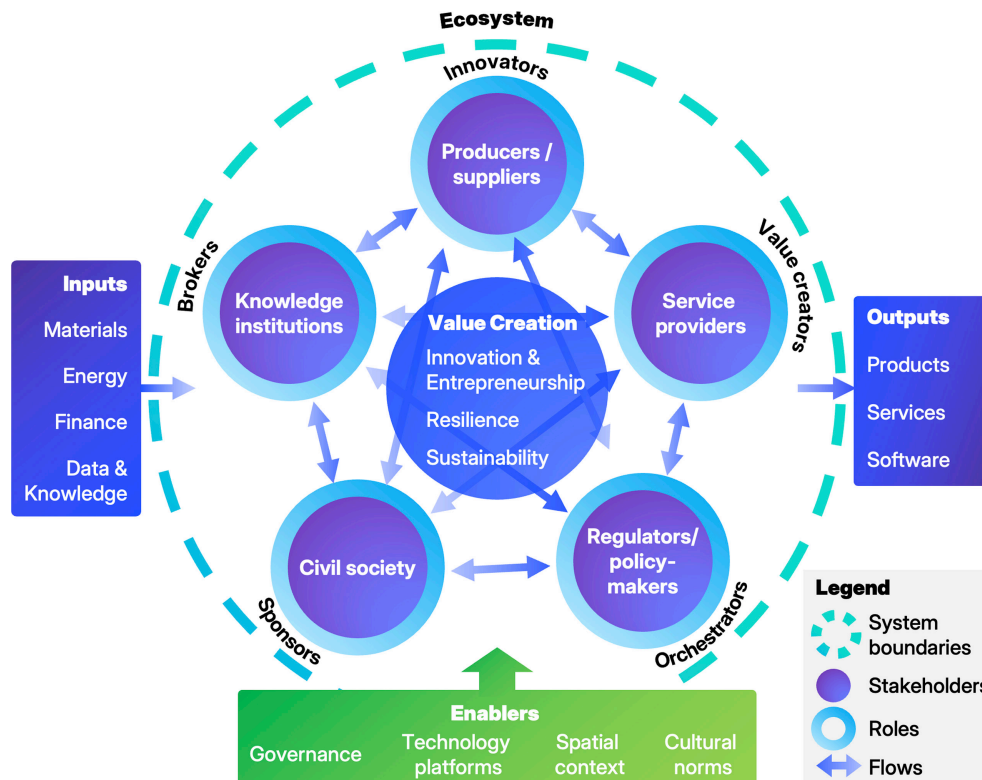 Ecosystem
Innovators
Producers /
suppliers
Brokers
Value creators
Knowledge
institutions
Service
providers
Inputs
Materials
Energy
Finance
Data &
Knowledge
Value Creation
Innovation &
Entrepreneurship
Resilience
Sustainability
Outputs
Products
Services
Software
Civil society
Regulators/
policy-
makers
Sponsors
Orchestrators
Enablers
Governance
Technology
platforms
Spatial
context
Cultural
norms
Legend
System
boundaries
Stakeholders
Roles
Flows